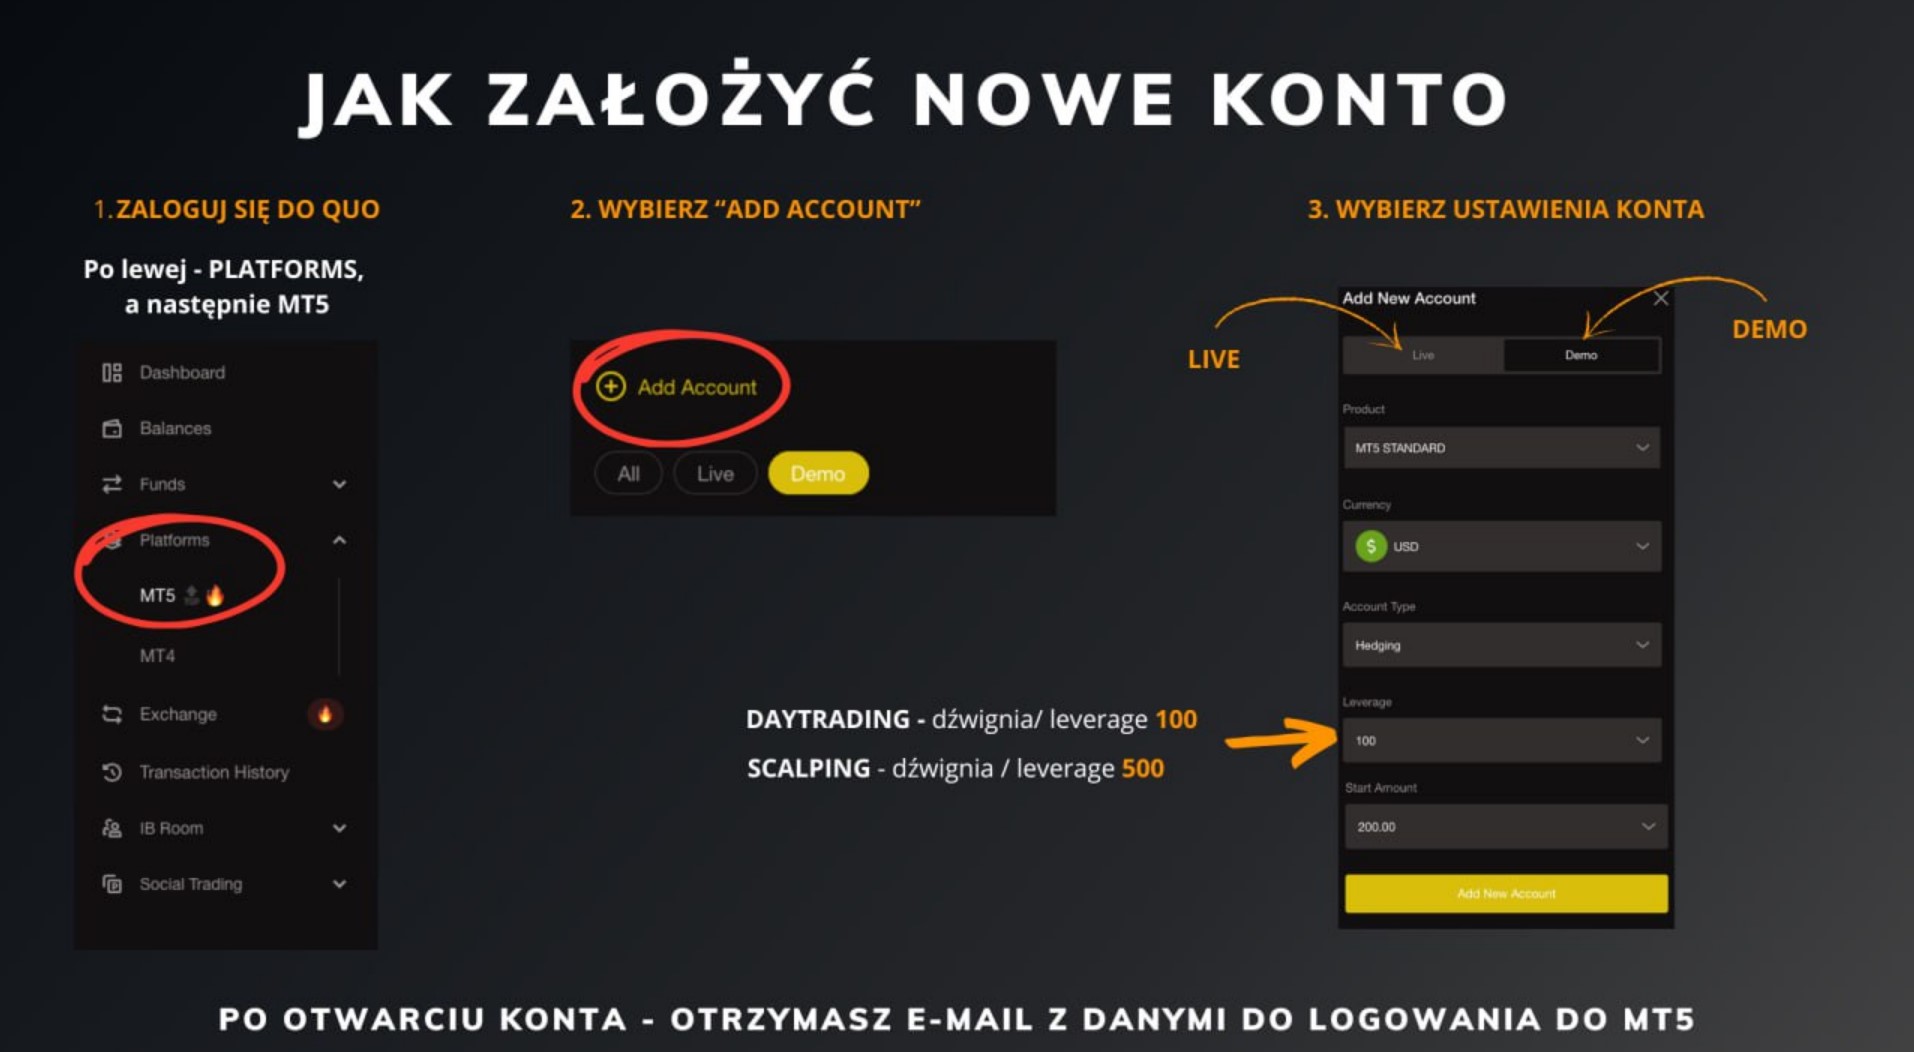 JAK ZAŁOŻYĆ NOWE KONTO
1. ZALOGUJ SIĘ DO QUO
Po lewej - PLATFORMS,
a następnie MT5
Dashboard
Balances
Funds
Platforms
MT5
MT4
Exchange
Transaction History
IB Room
Social Trading
2. WYBIERZ “ADD ACCOUNT”
Add Account
All Live Demo
DAYTRADING - dźwignia/ leverage 100
SCALPING - dźwignia / leverage 500
3. WYBIERZ USTAWIENIA KONTA
LIVE
DEMO
Add New Account
Live Demo
Product
MT5 STANDARD
Currency
$ USD
Account Type
Hedging
Leverage
100
Start Amount
200.00
Add New Account
PO OTWARCIU KONTA - OTRZYMASZ E-MAIL Z DANYMI DO LOGOWANIA DO MT5